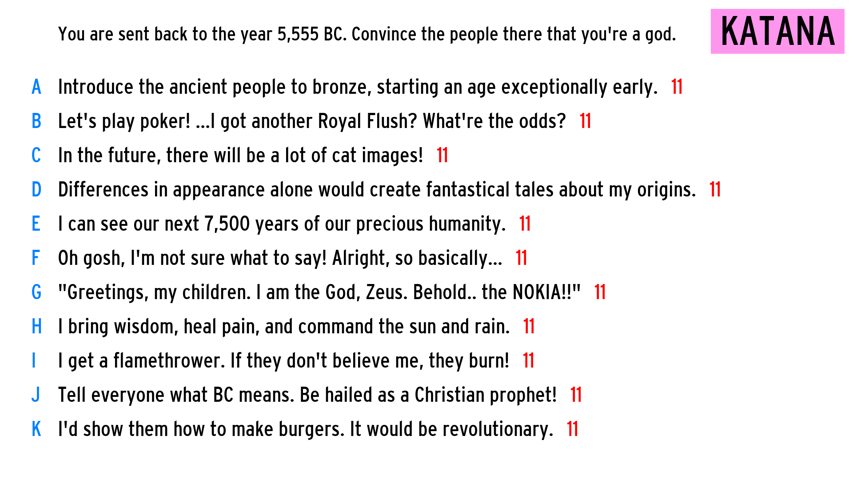 You are sent back to the year 5,555 BC. Convince the people there that you're a god.
KATANA
A Introduce the ancient people to bronze, starting an age exceptionally early. 11
B Let's play poker! ...I got another Royal Flush? What're the odds? 11
C In the future, there will be a lot of cat images! 11
D Differences in appearance alone would create fantastical tales about my origins. 11
E I can see our next 7,500 years of our precious humanity. 11
F Oh gosh, I'm not sure what to say! Alright, so basically... 11
G "Greetings, my children. I am the God, Zeus. Behold.. the NOKIA!!" 11
H I bring wisdom, heal pain, and command the sun and rain. 11
I I get a flamethrower. If they don't believe me, they burn! 11
J Tell everyone what BC means. Be hailed as a Christian prophet! 11
K I'd show them how to make burgers. It would be revolutionary. 11